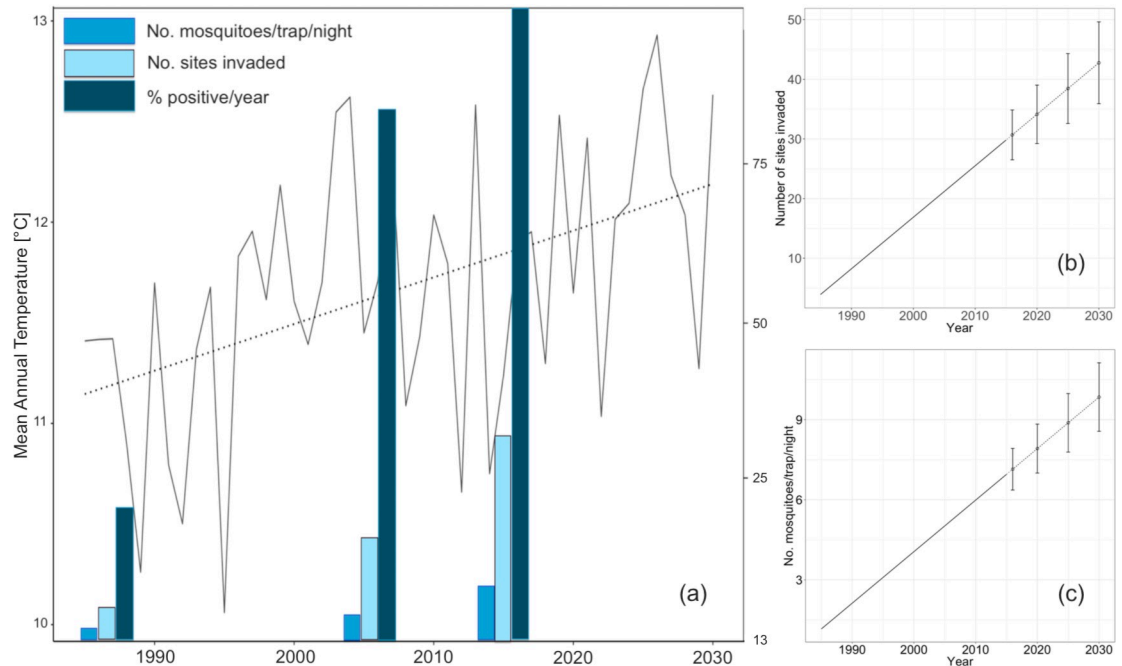 No. mosquitoes/trap/night
No. sites invaded
% positive/year
Mean Annual Temperature [°C]
13
12
11
10
75
50
25
13
1990
2000
2010
2020
2030
(a)
Number of sites invaded
50
40
30
20
10
1990
2000
2010
2020
2030
Year
(b)
No. mosquitoes/trap/night
9
6
3
1990
2000
2010
2020
2030
Year
(c)